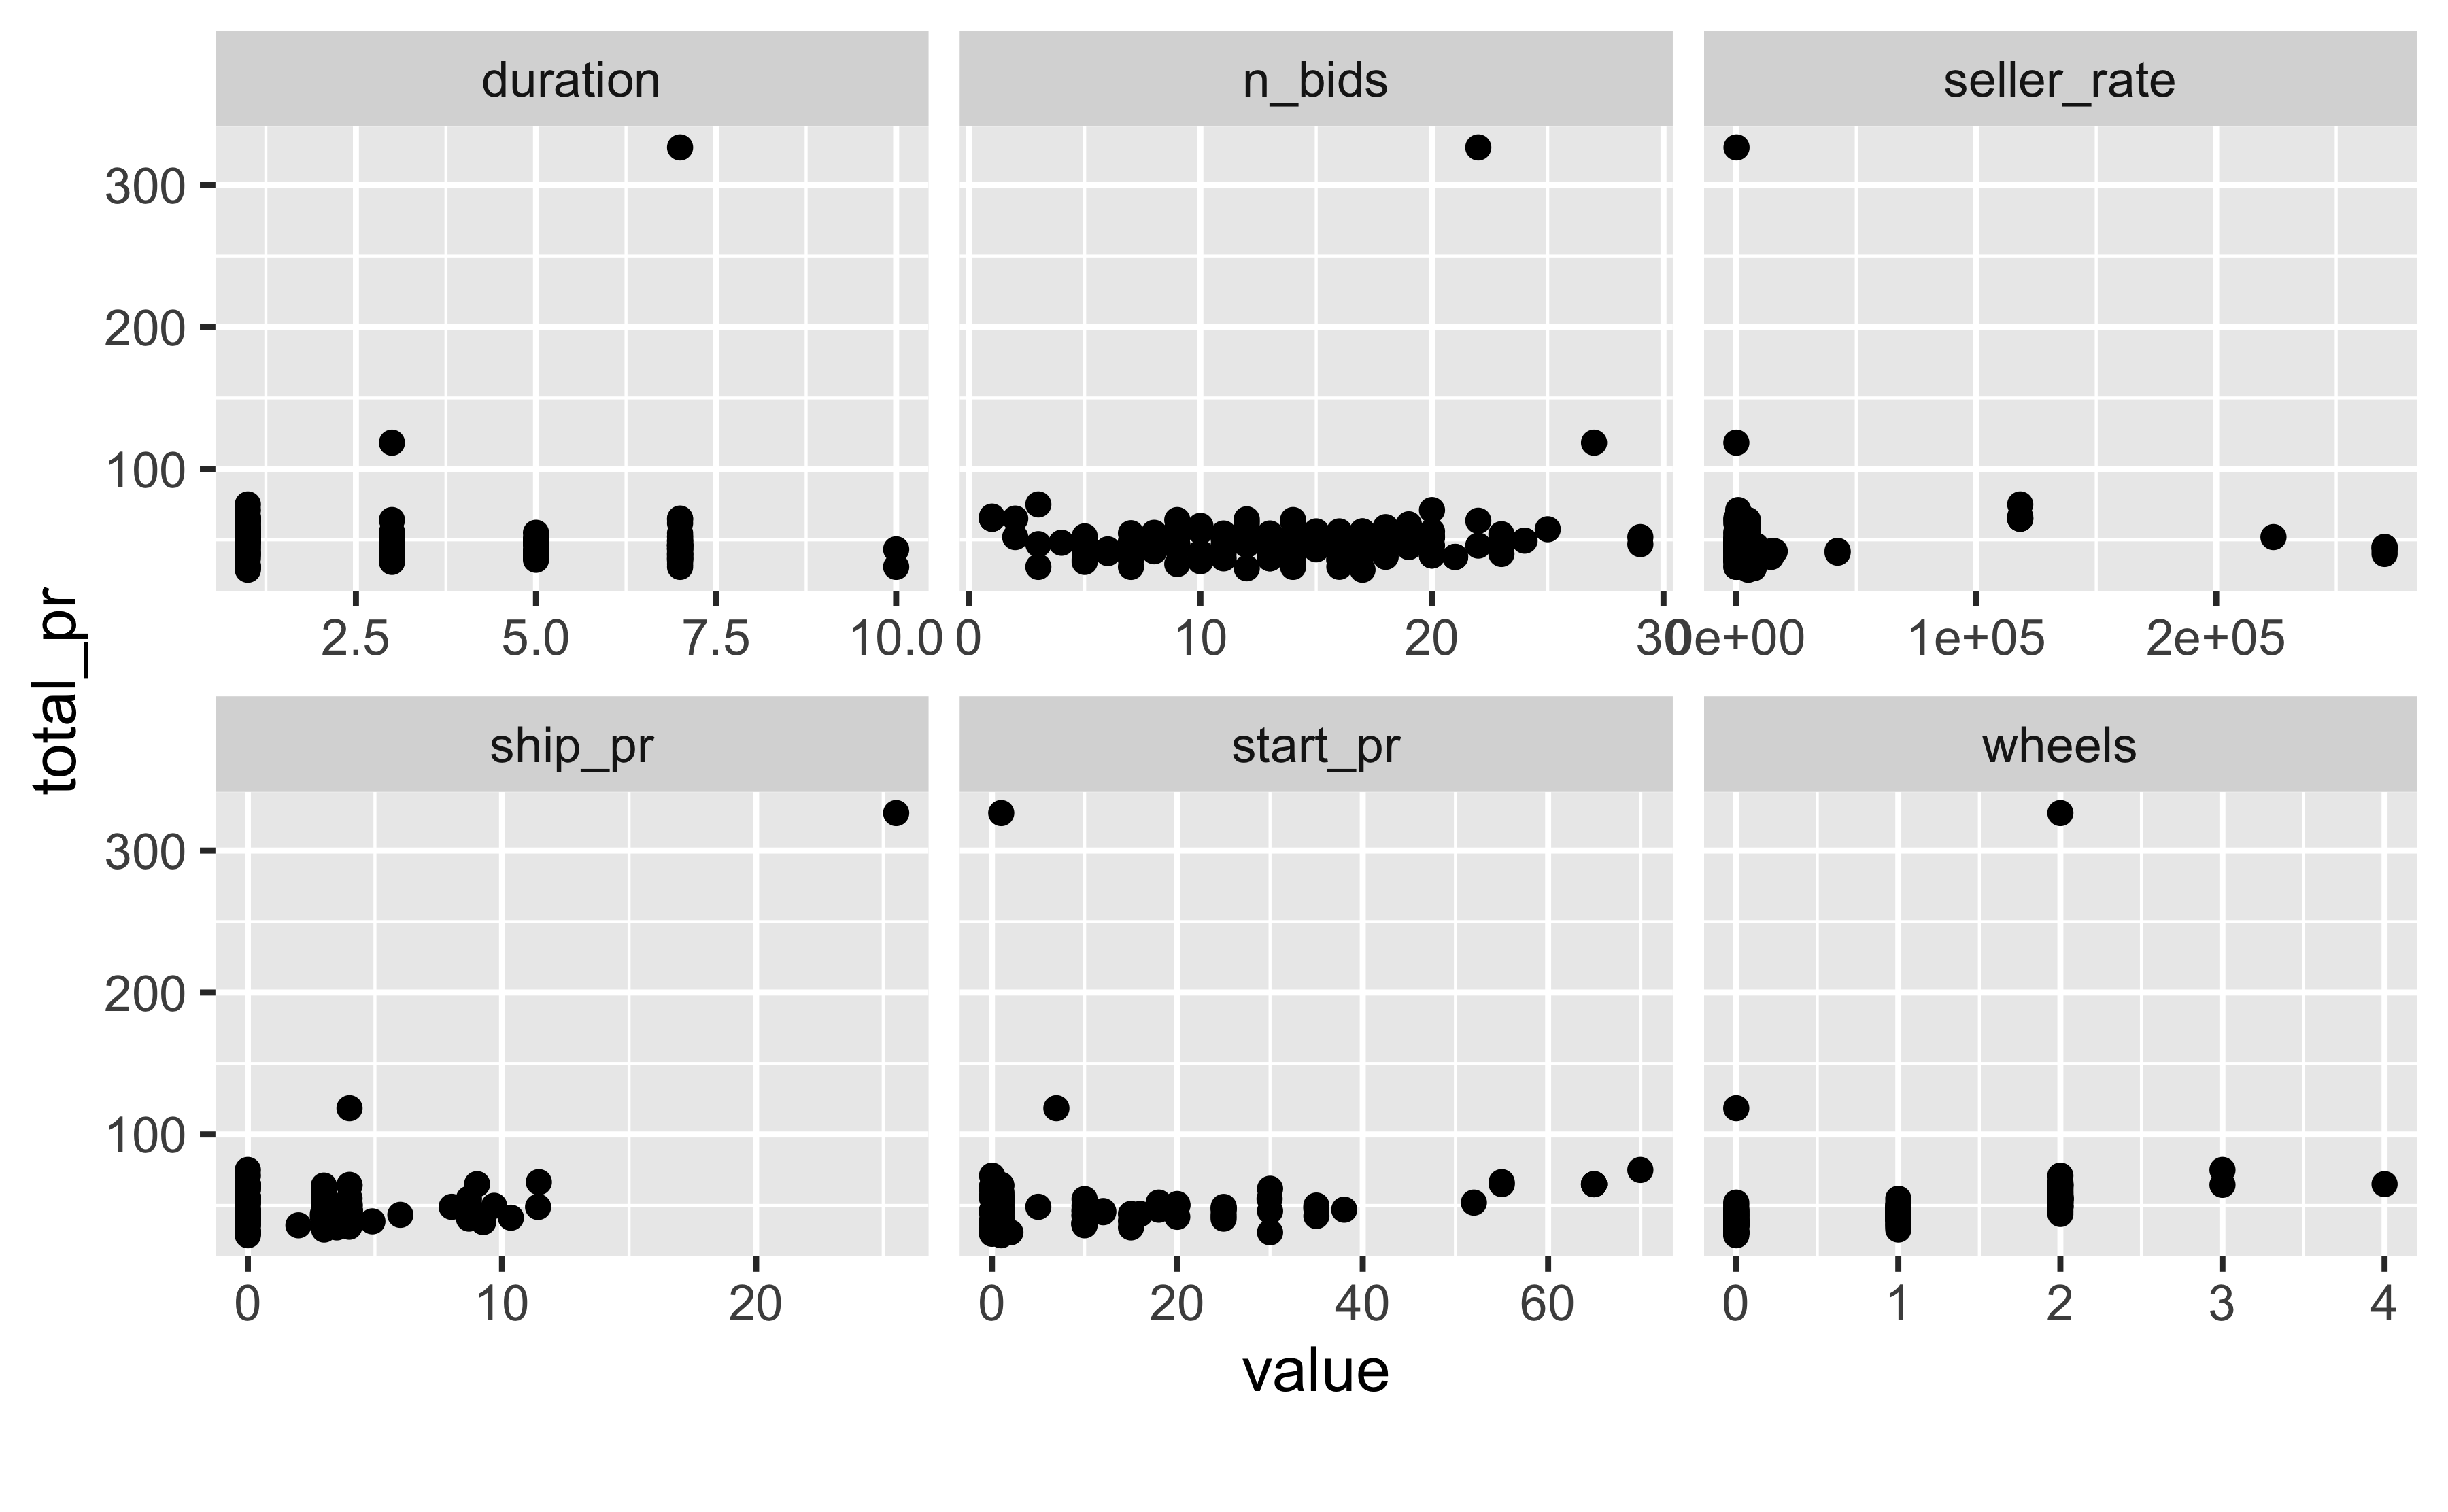 duration n_bids seller_rate
300
200
100
2.5 5.0 7.5 10.0 0 10 20 30 0e+00 1e+05 2e+05
total_pr
ship_pr start_pr wheels
300
200
100
0 10 20 0 20 40 60 0 1 2 3 4
value